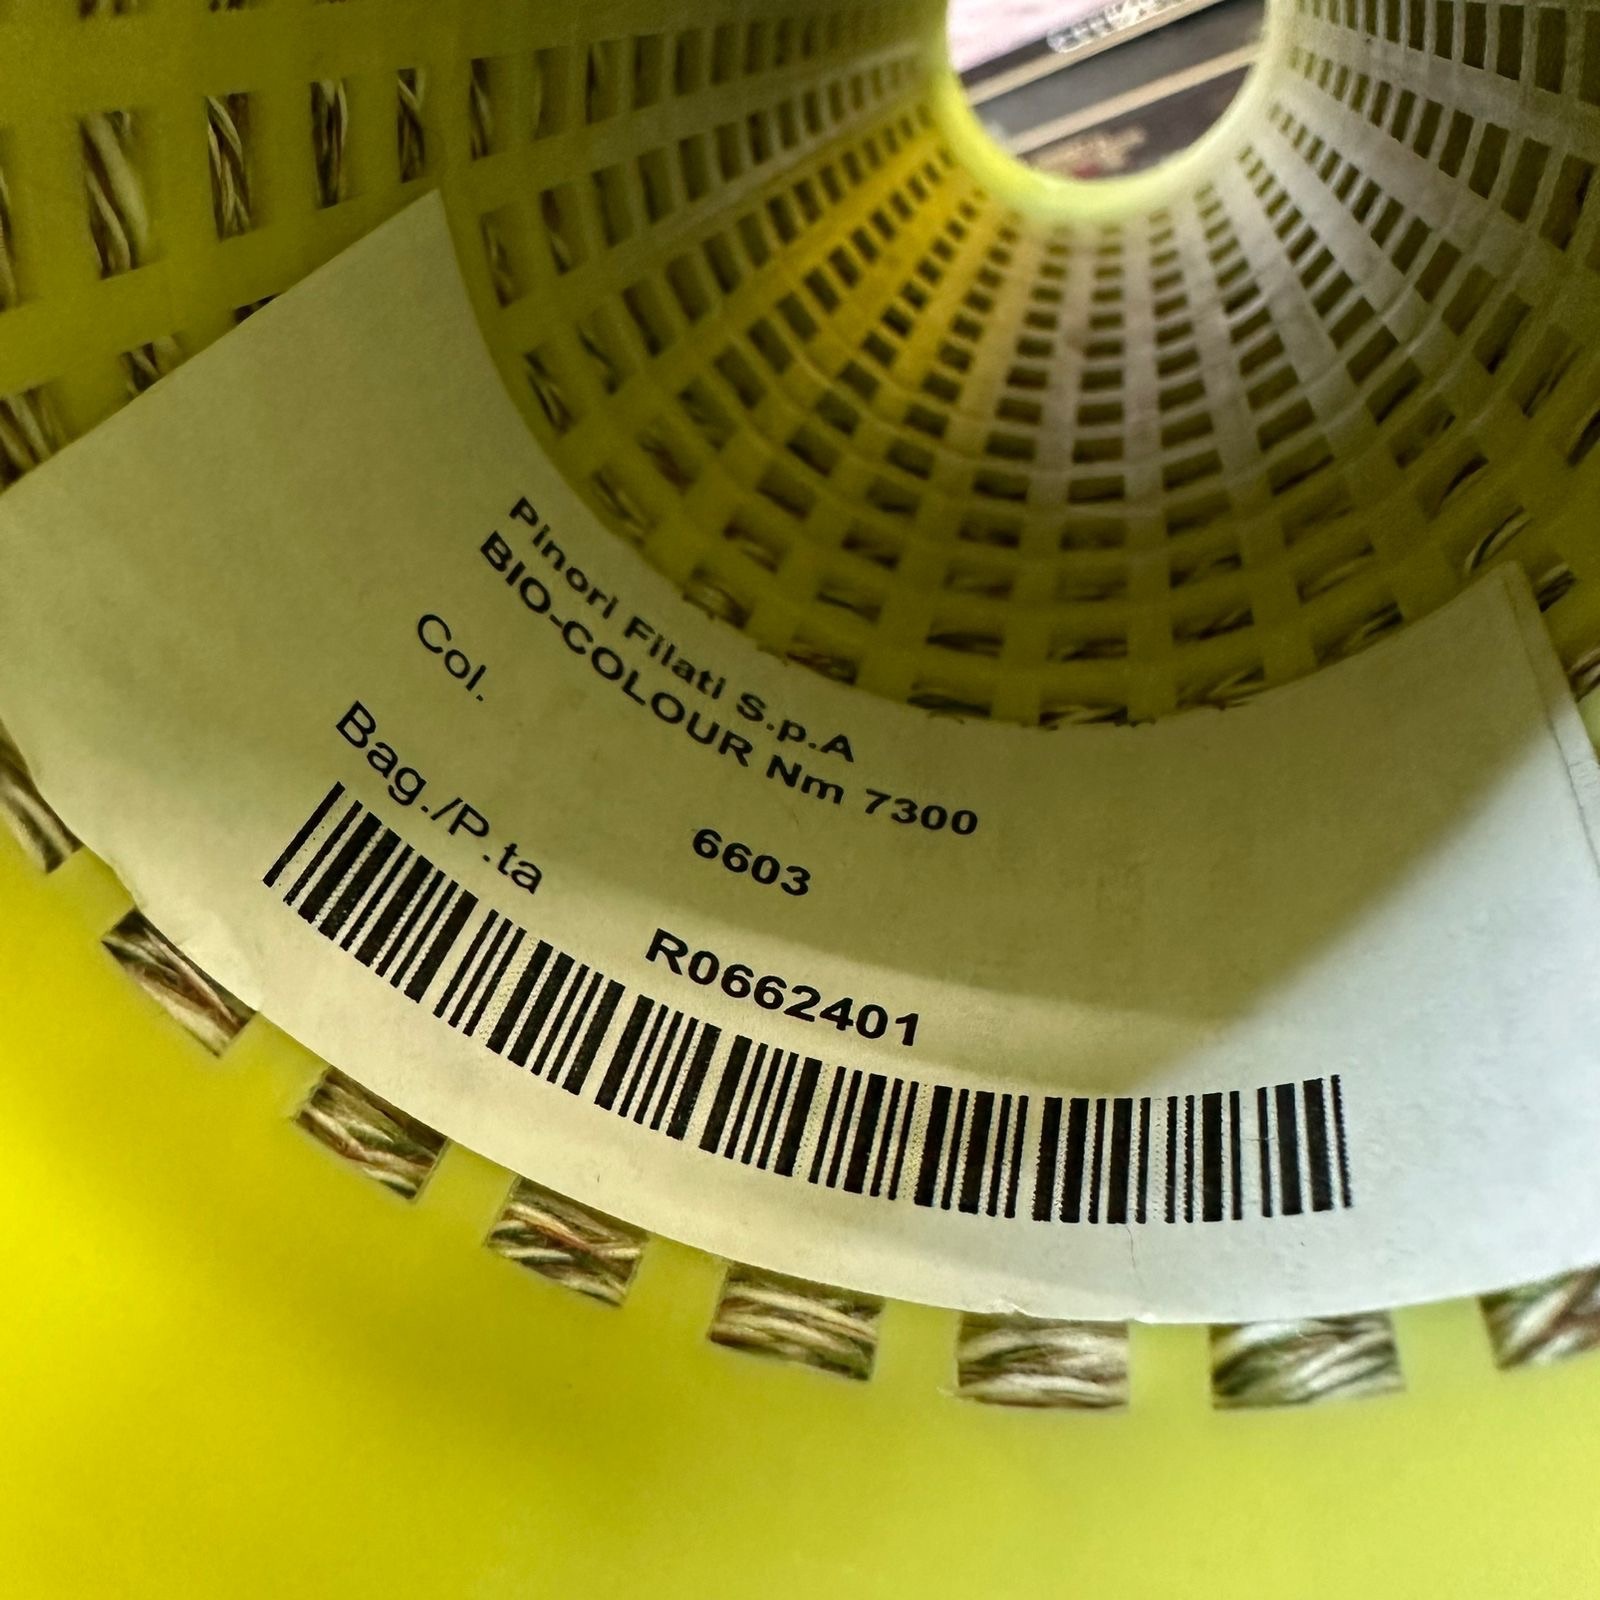 Pinori Filati S.p.A
BIO-COLOUR Nm 7300
Col. 6603
Bag./P.ta R0662401